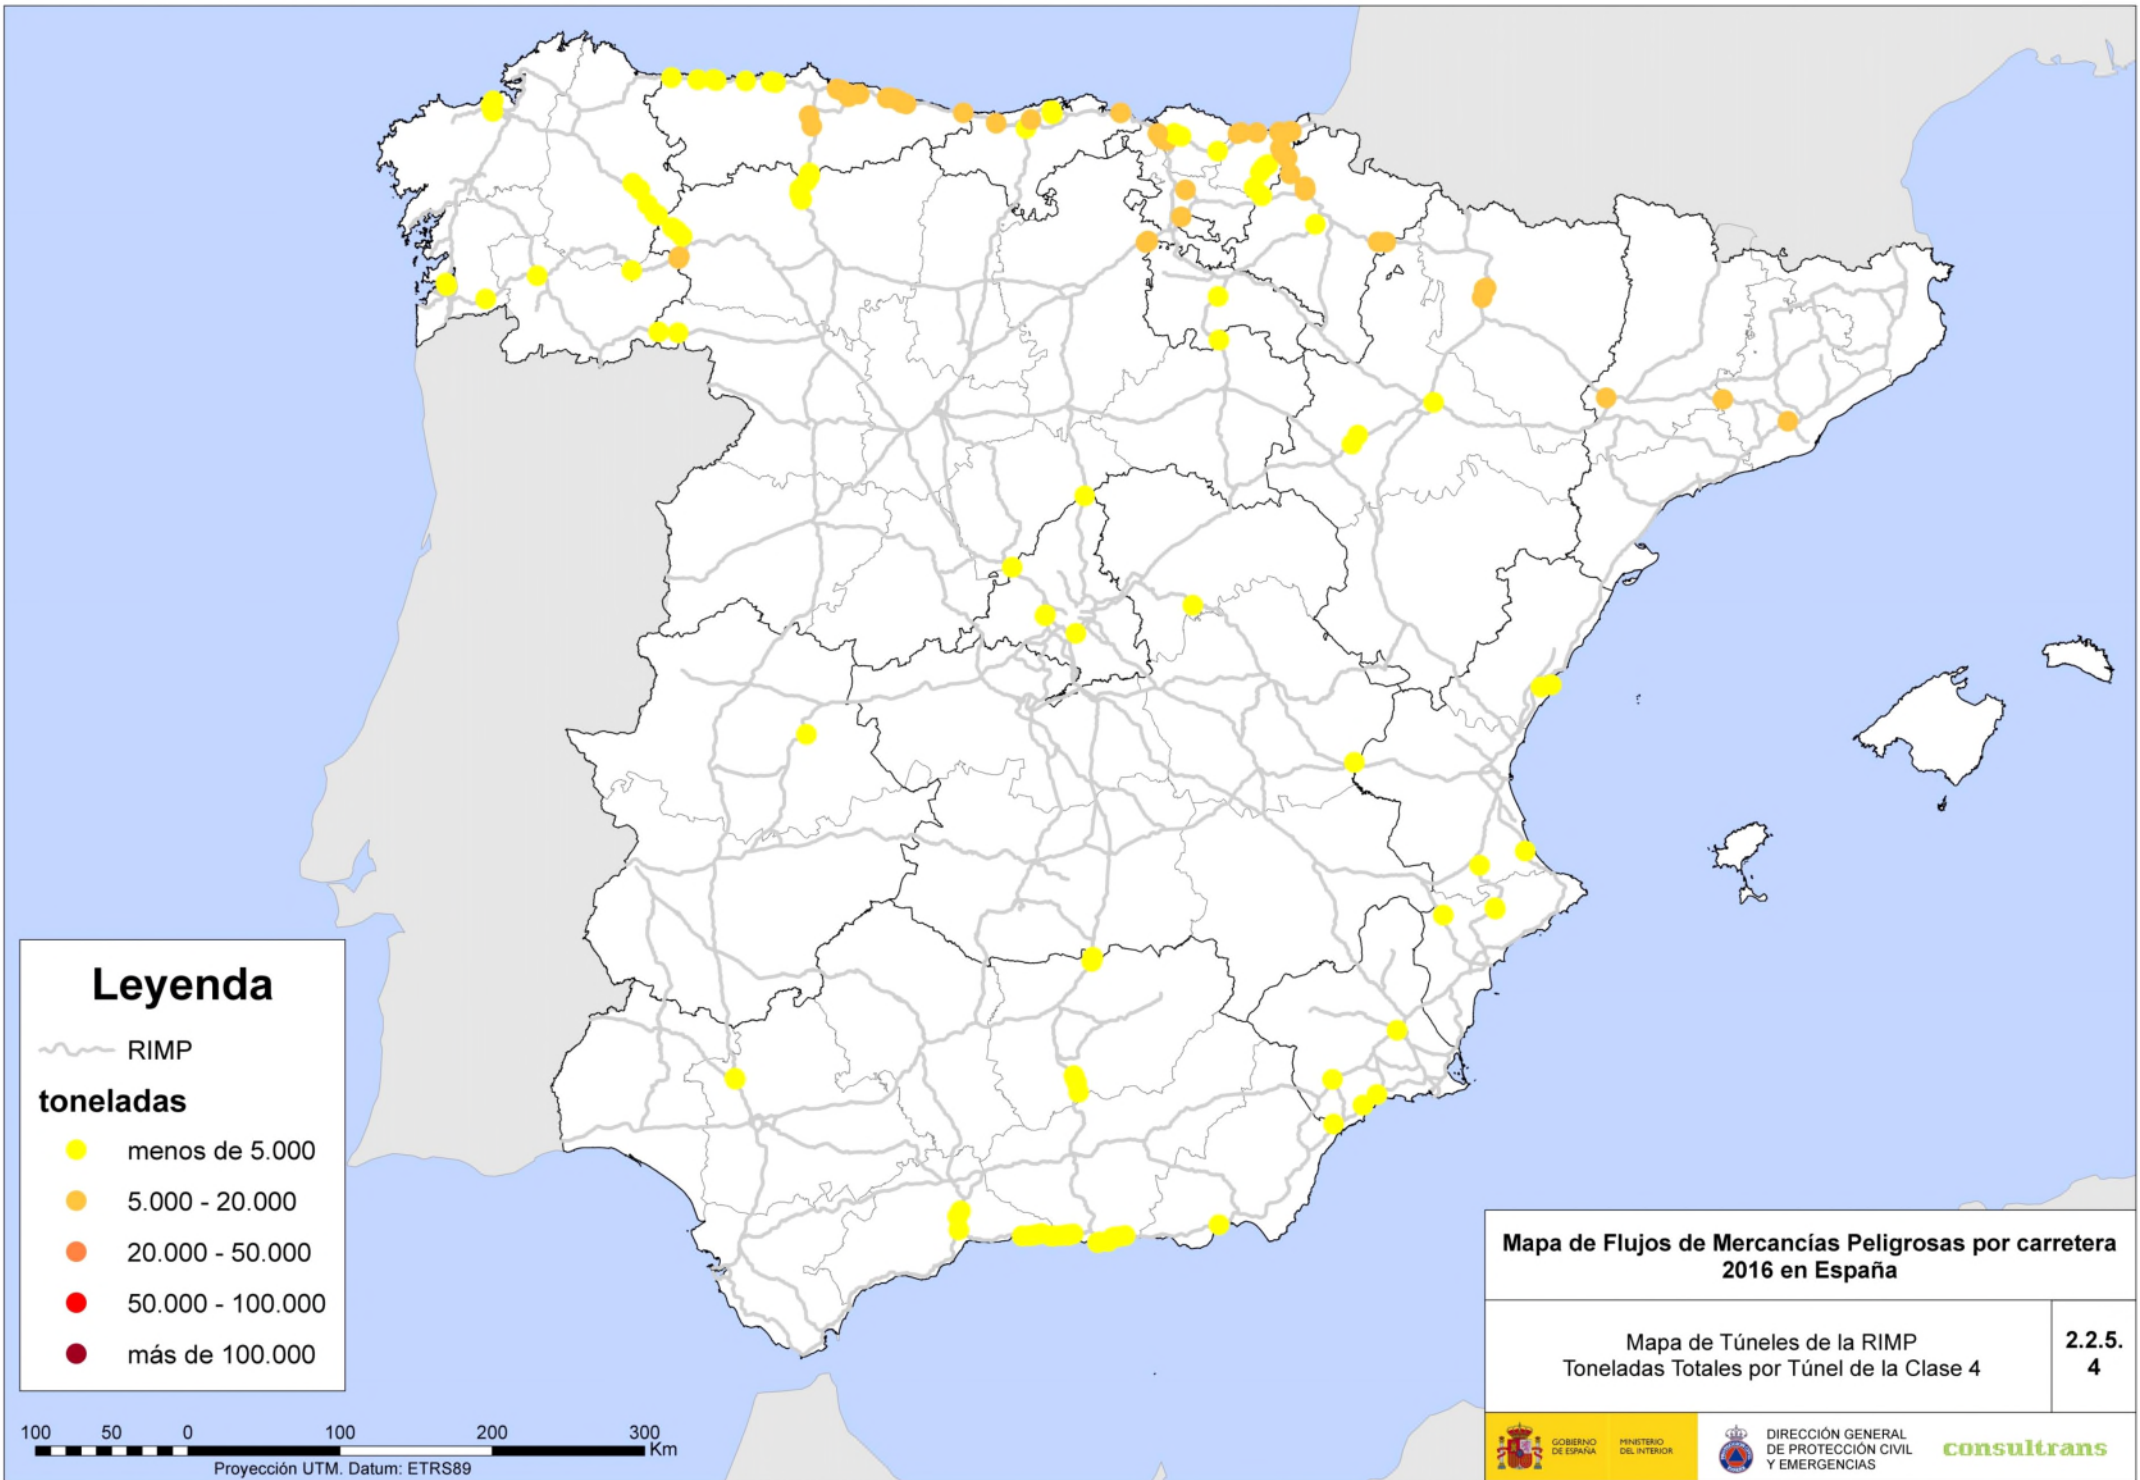 Leyenda
RIMP
toneladas
menos de 5.000
5.000 - 20.000
20.000 - 50.000
50.000 - 100.000
más de 100.000
100 50 0 100 200 300
Km
Proyección UTM. Datum: ETRS89
Mapa de Flujos de Mercancías Peligrosas por carretera
2016 en España
Mapa de Túneles de la RIMP
Toneladas Totales por Túnel de la Clase 4
2.2.5.
4
GOBIERNO
DE ESPAÑA
MINISTERIO
DEL INTERIOR
DIRECCIÓN GENERAL
DE PROTECCIÓN CIVIL
Y EMERGENCIAS
consultrans